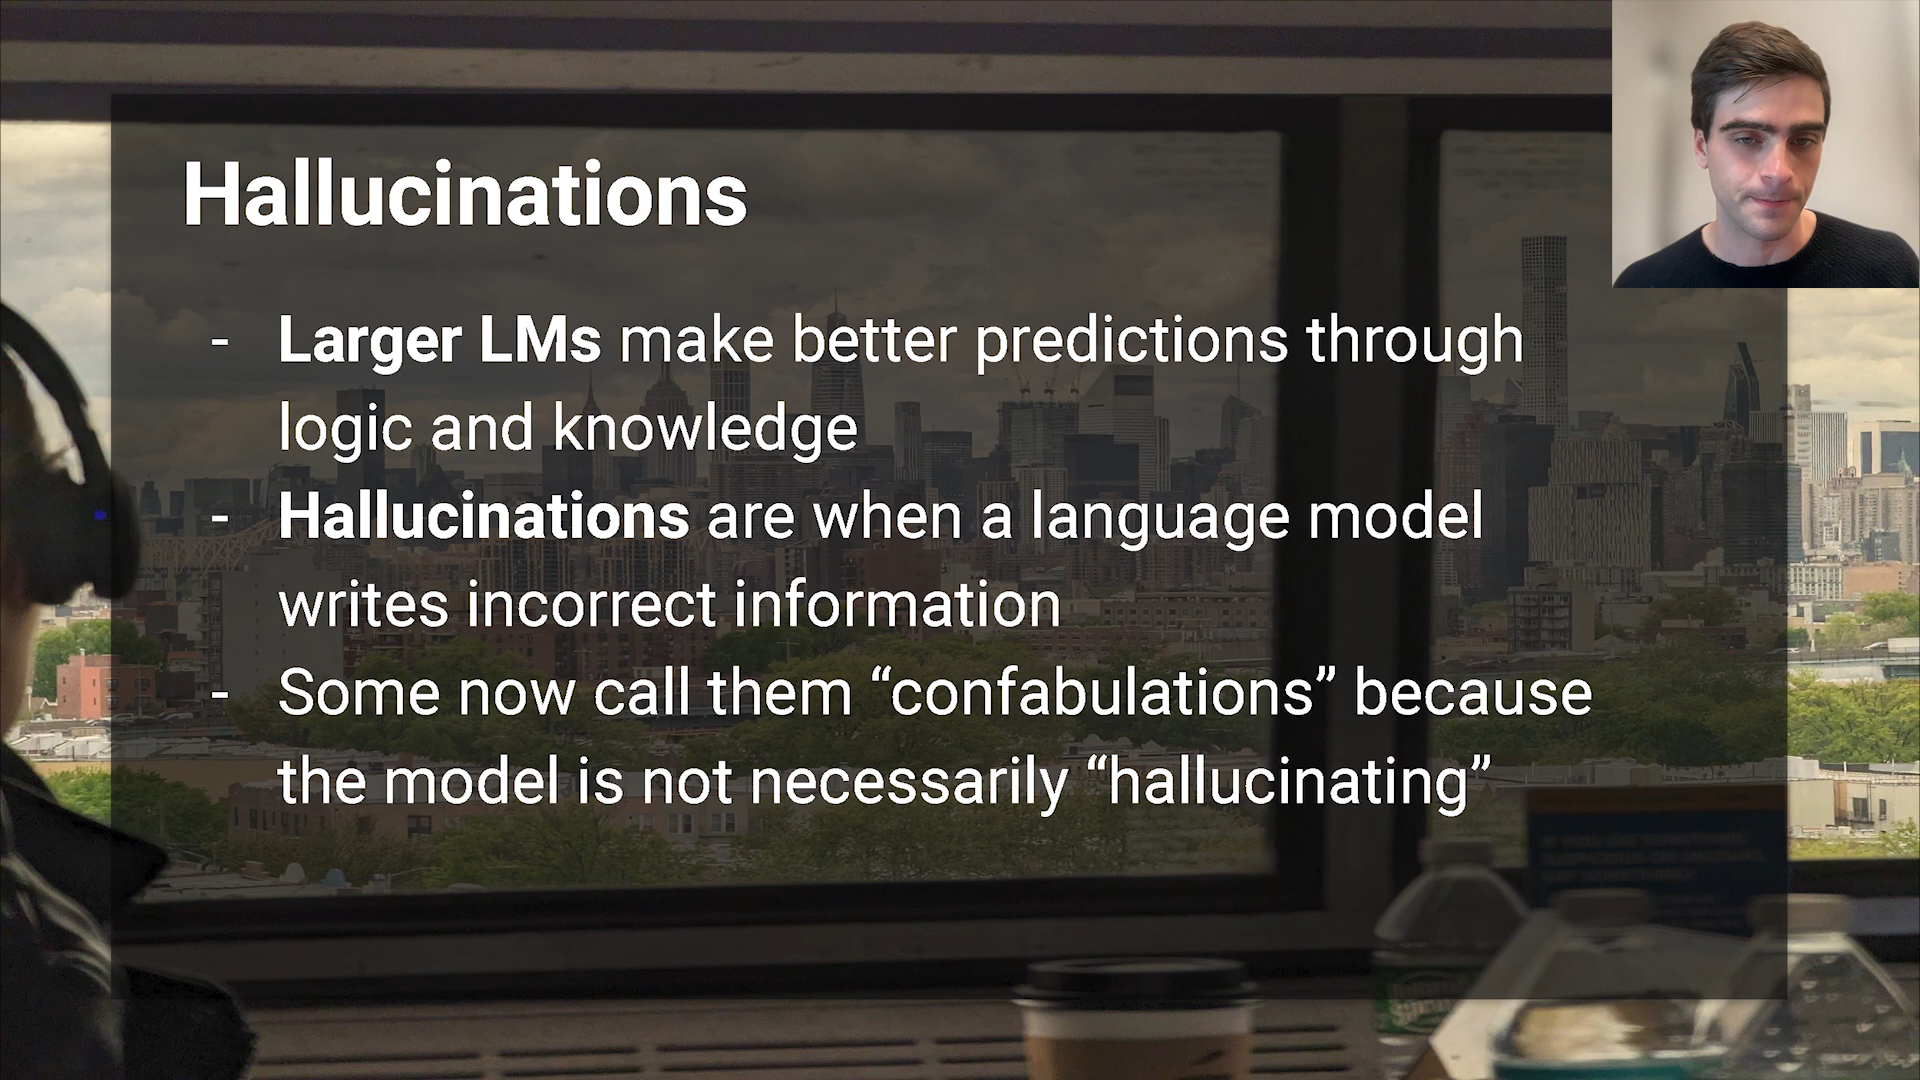 Hallucinations
- Larger LMs make better predictions through
logic and knowledge
- Hallucinations are when a language model
writes incorrect information
- Some now call them “confabulations” because
the model is not necessarily “hallucinating”